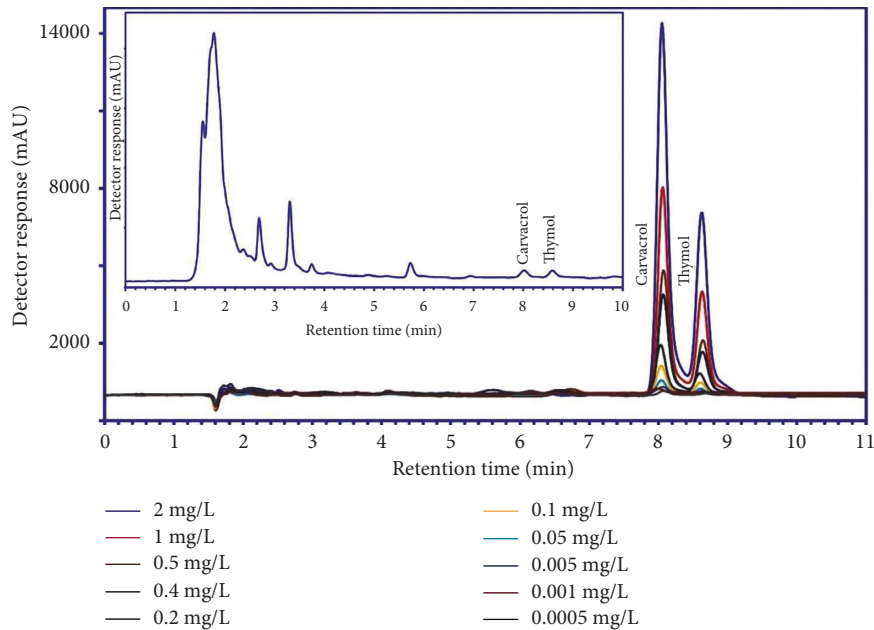 14000
8000
2000
Detector response (mAU)
Detector response (mAU)
Carvacrol
Thymol
0 1 2 3 4 5 6 7 8 9 10
Retention time (min)
Carvacrol
Thymol
0 1 2 3 4 5 6 7 8 9 10 11
Retention time (min)
2 mg/L
1 mg/L
0.5 mg/L
0.4 mg/L
0.2 mg/L
0.1 mg/L
0.05 mg/L
0.005 mg/L
0.001 mg/L
0.0005 mg/L